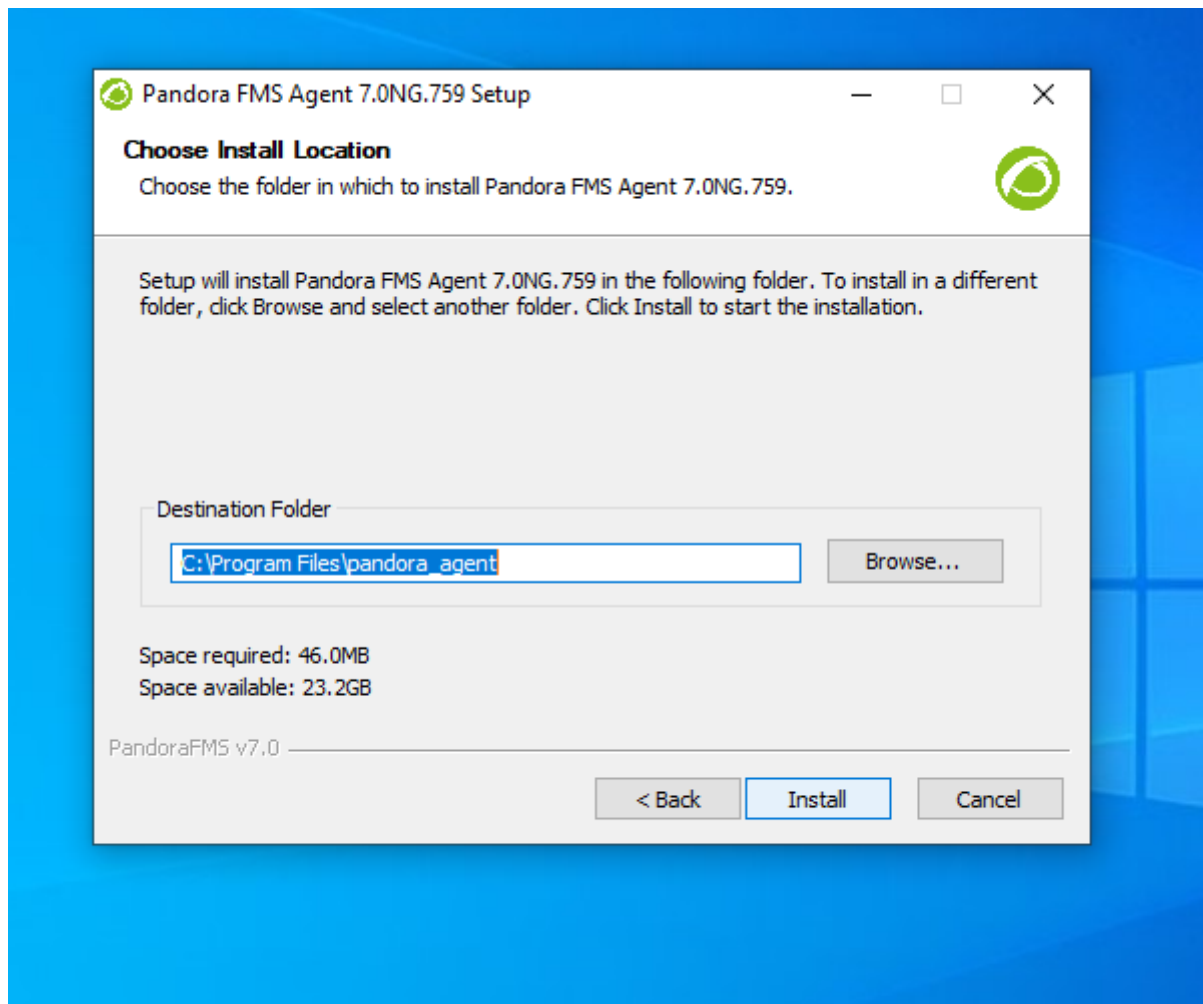 Pandora FMS Agent 7.0NG.759 Setup
Choose Install Location
Choose the folder in which to install Pandora FMS Agent 7.0NG.759.
Setup will install Pandora FMS Agent 7.0NG.759 in the following folder. To install in a different
folder, click Browse and select another folder. Click Install to start the installation.
Destination Folder
C:\Program Files\pandora_agent
Browse...
Space required: 46.0MB
Space available: 23.2GB
PandoraFMS v7.0
< Back
Install
Cancel